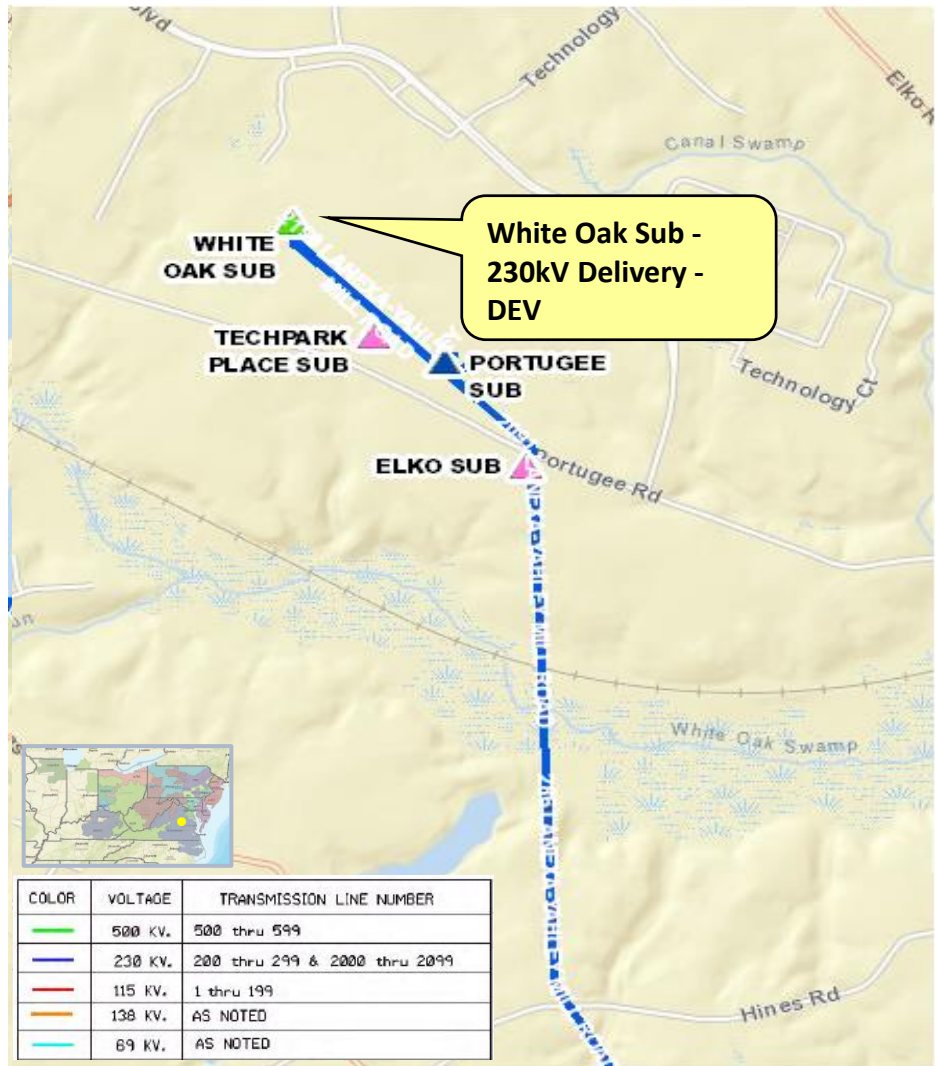 Blvd
Technology
Elko
Canal Swamp
White Oak Sub -
230kV Delivery -
DEV
WHITE
OAK SUB
TECHPARK
PLACE SUB
PORTUGEE
SUB
Technology Ct
ELKO SUB
Portugee Rd
White Oak Swamp
Hines Rd
COLOR VOLTAGE TRANSMISSION LINE NUMBER
500 KV. 500 thru 599
230 KV. 200 thru 299 & 2000 thru 2099
115 KV. 1 thru 199
138 KV. AS NOTED
69 KV. AS NOTED